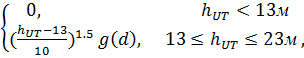 0, h_UT < 13м
((h_UT−13)/10)^1.5 g(d), 13 ≤ h_UT ≤ 23м ,